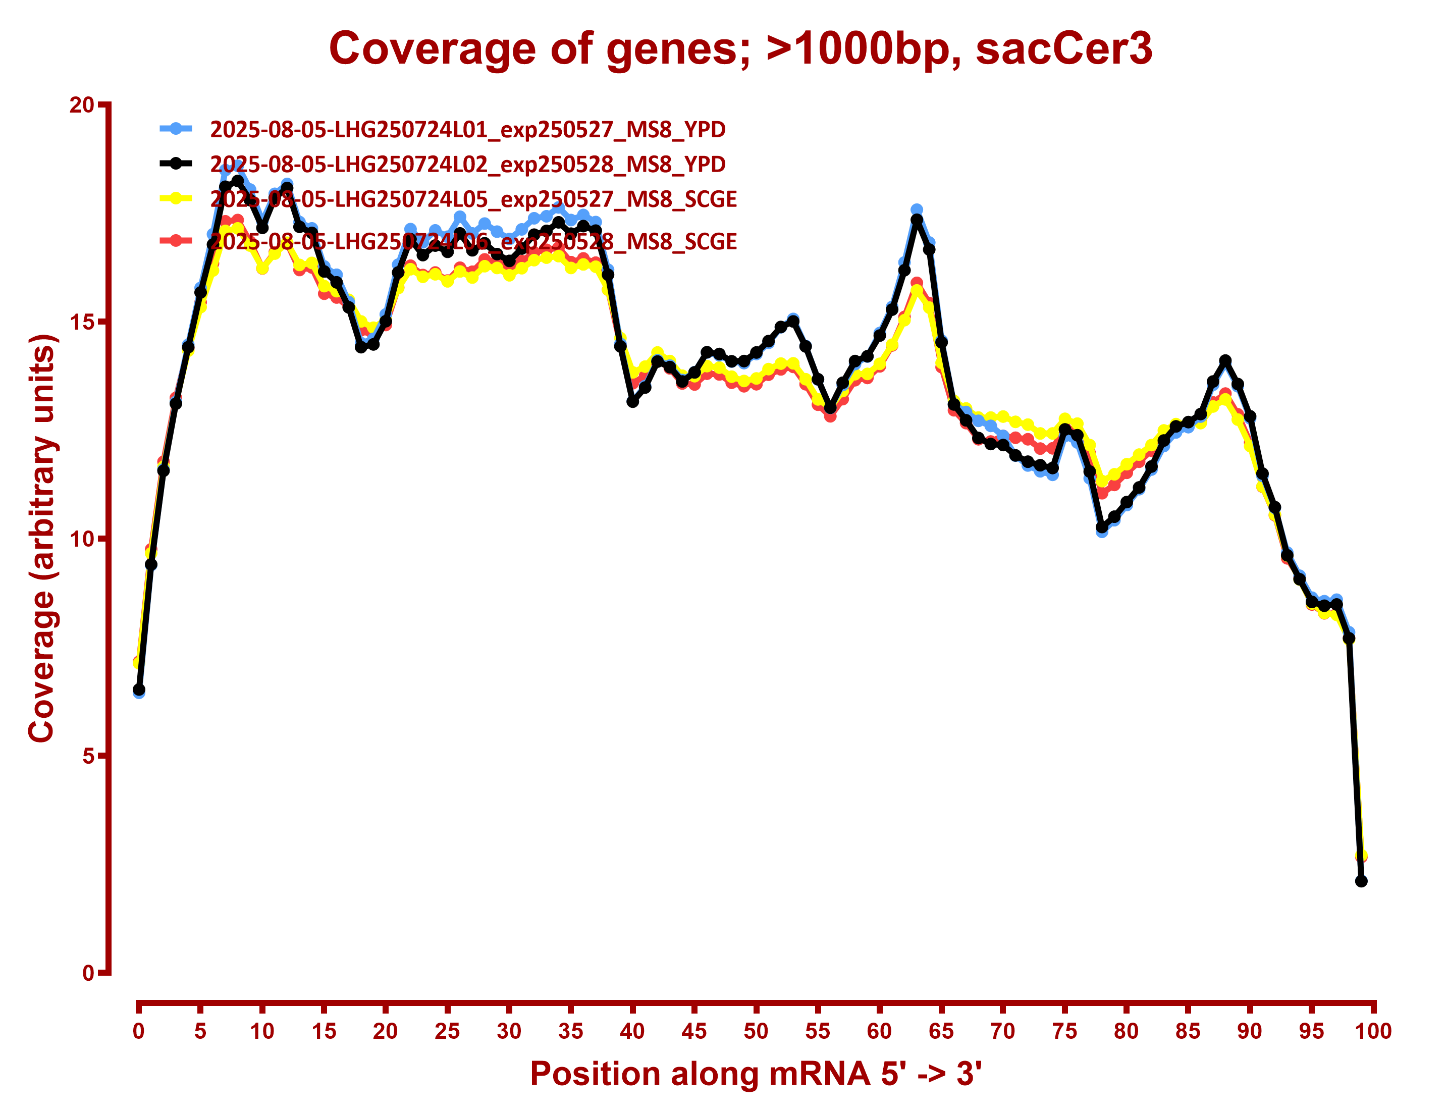 Coverage of genes; >1000bp, sacCer3
20
2025-08-05-LHG250724L01_exp250527_MS8_YPD
2025-08-05-LHG250724L02_exp250528_MS8_YPD
2025-08-05-LHG250724L05_exp250527_MS8_SCGE
2025-08-05-LHG250724L06_exp250528_MS8_SCGE
15
10
5
0
Coverage (arbitrary units)
0 5 10 15 20 25 30 35 40 45 50 55 60 65 70 75 80 85 90 95 100
Position along mRNA 5' -> 3'